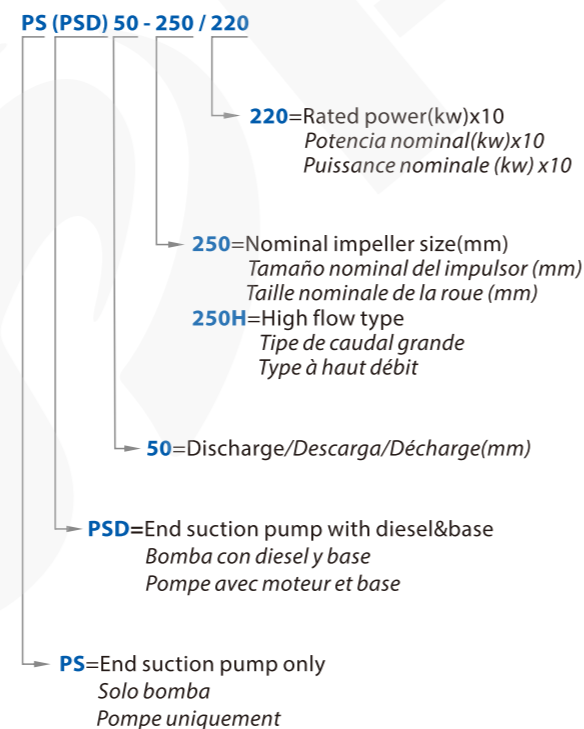 PS (PSD) 50 - 250 / 220
220=Rated power(kw)x10
Potencia nominal(kw)x10
Puissance nominale (kw) x10
250=Nominal impeller size(mm)
Tamaño nominal del impulsor (mm)
Taille nominale de la roue (mm)
250H=High flow type
Tipe de caudal grande
Type à haut débit
50=Discharge/Descarga/Décharge(mm)
PSD=End suction pump with diesel&base
Bomba con diesel y base
Pompe avec moteur et base
PS=End suction pump only
Solo bomba
Pompe uniquement